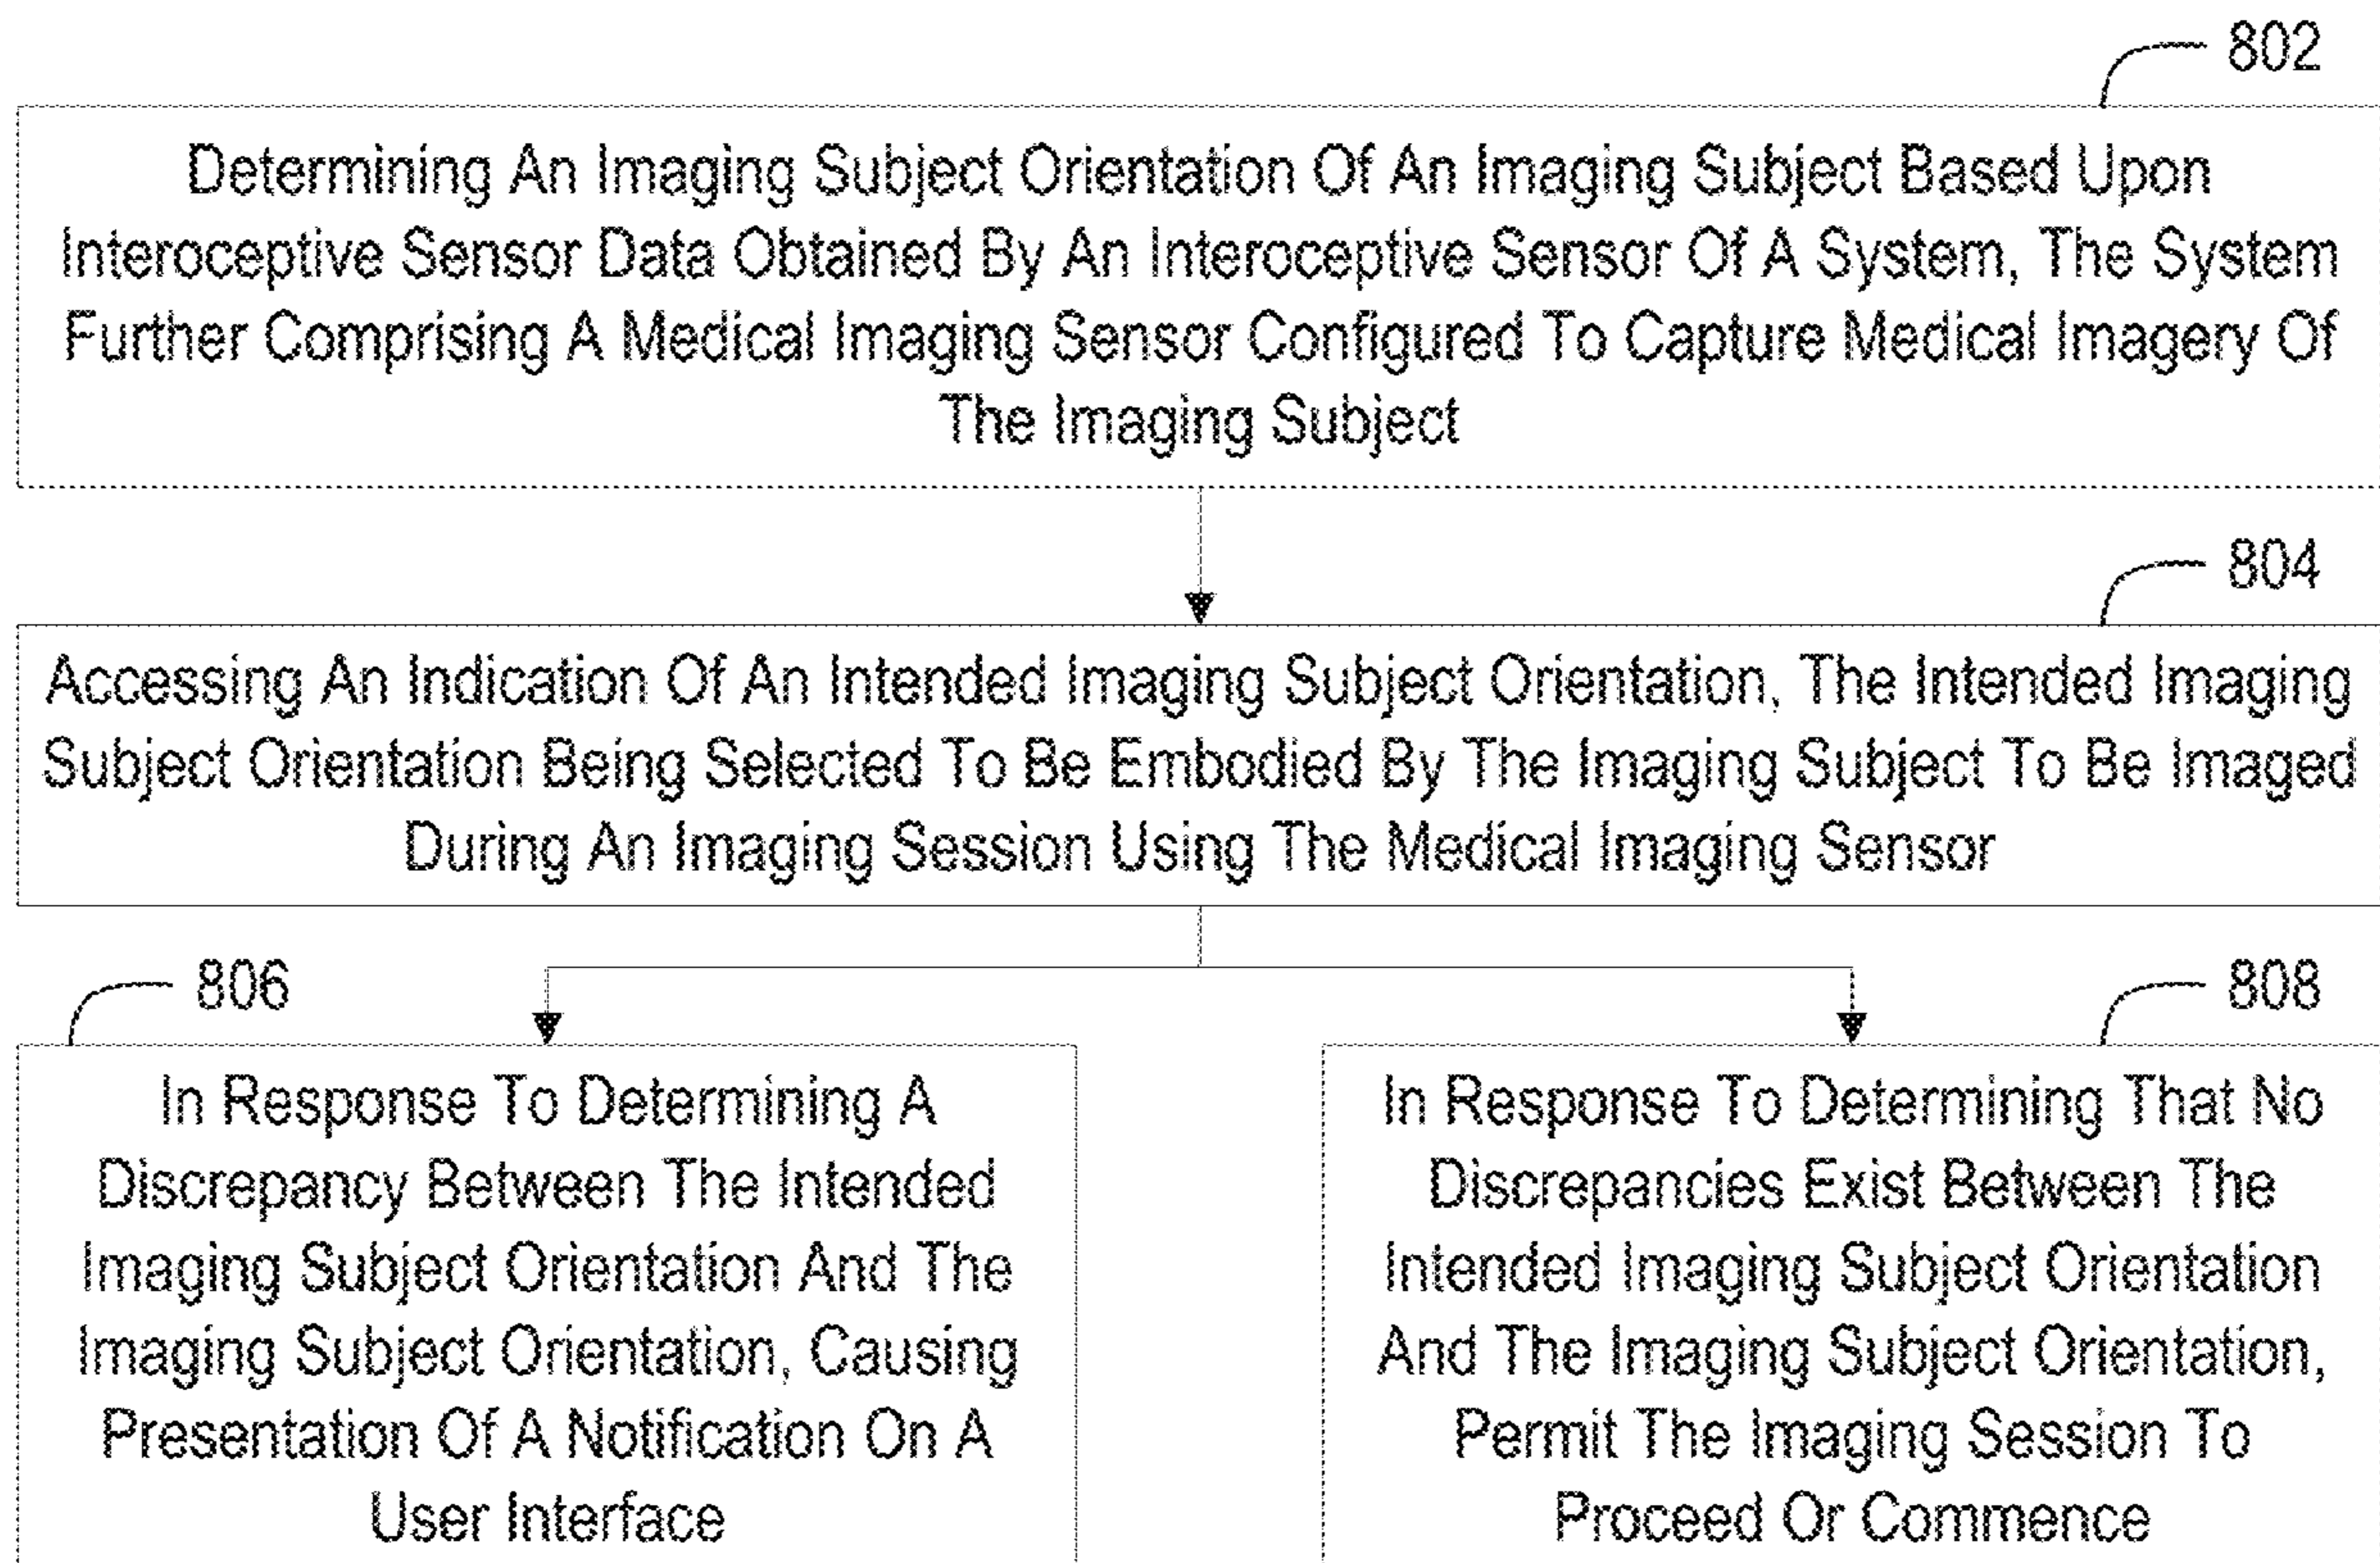 802
Determining An Imaging Subject Orientation Of An Imaging Subject Based Upon
Interoceptive Sensor Data Obtained By An Interoceptive Sensor Of A System, The System
Further Comprising A Medical Imaging Sensor Configured To Capture Medical Imagery Of
The Imaging Subject
804
Accessing An Indication Of An Intended Imaging Subject Orientation, The Intended Imaging
Subject Orientation Being Selected To Be Embodied By The Imaging Subject To Be Imaged
During An Imaging Session Using The Medical Imaging Sensor
806
In Response To Determining A
Discrepancy Between The Intended
Imaging Subject Orientation And The
Imaging Subject Orientation, Causing
Presentation Of A Notification On A
User Interface
808
In Response To Determining That No
Discrepancies Exist Between The
Intended Imaging Subject Orientation
And The Imaging Subject Orientation,
Permit The Imaging Session To
Proceed Or Commence